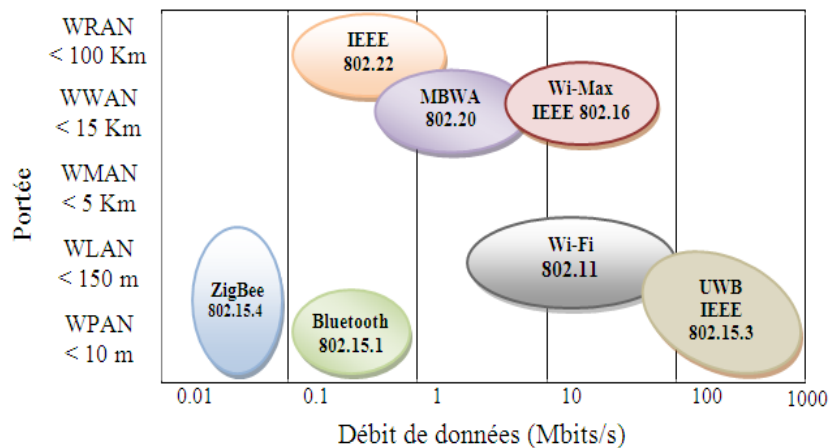 WRAN
< 100 Km
WWAN
< 15 Km
WMAN
< 5 Km
WLAN
< 150 m
WPAN
< 10 m
Portée
IEEE
802.22
MBWA
802.20
Wi-Max
IEEE 802.16
Wi-Fi
802.11
ZigBee
802.15.4
Bluetooth
802.15.1
UWB
IEEE
802.15.3
0.01 0.1 1 10 100 1000
Débit de données (Mbits/s)